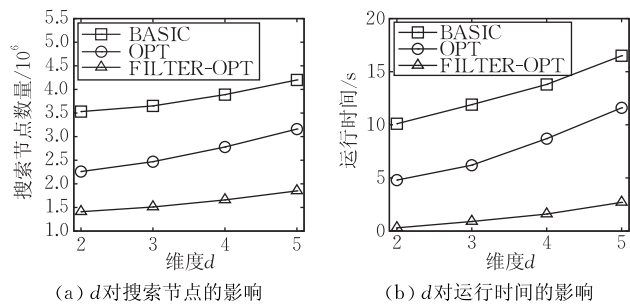 搜索节点数量/10⁶
5.5
5.0
4.5
4.0
3.5
3.0
2.5
2.0
1.5
1.0
BASIC
OPT
FILTER-OPT
2 3 4 5
维度d
(a) d对搜索节点的影响
运行时间/s
20
15
10
5
0
BASIC
OPT
FILTER-OPT
2 3 4 5
维度d
(b) d对运行时间的影响